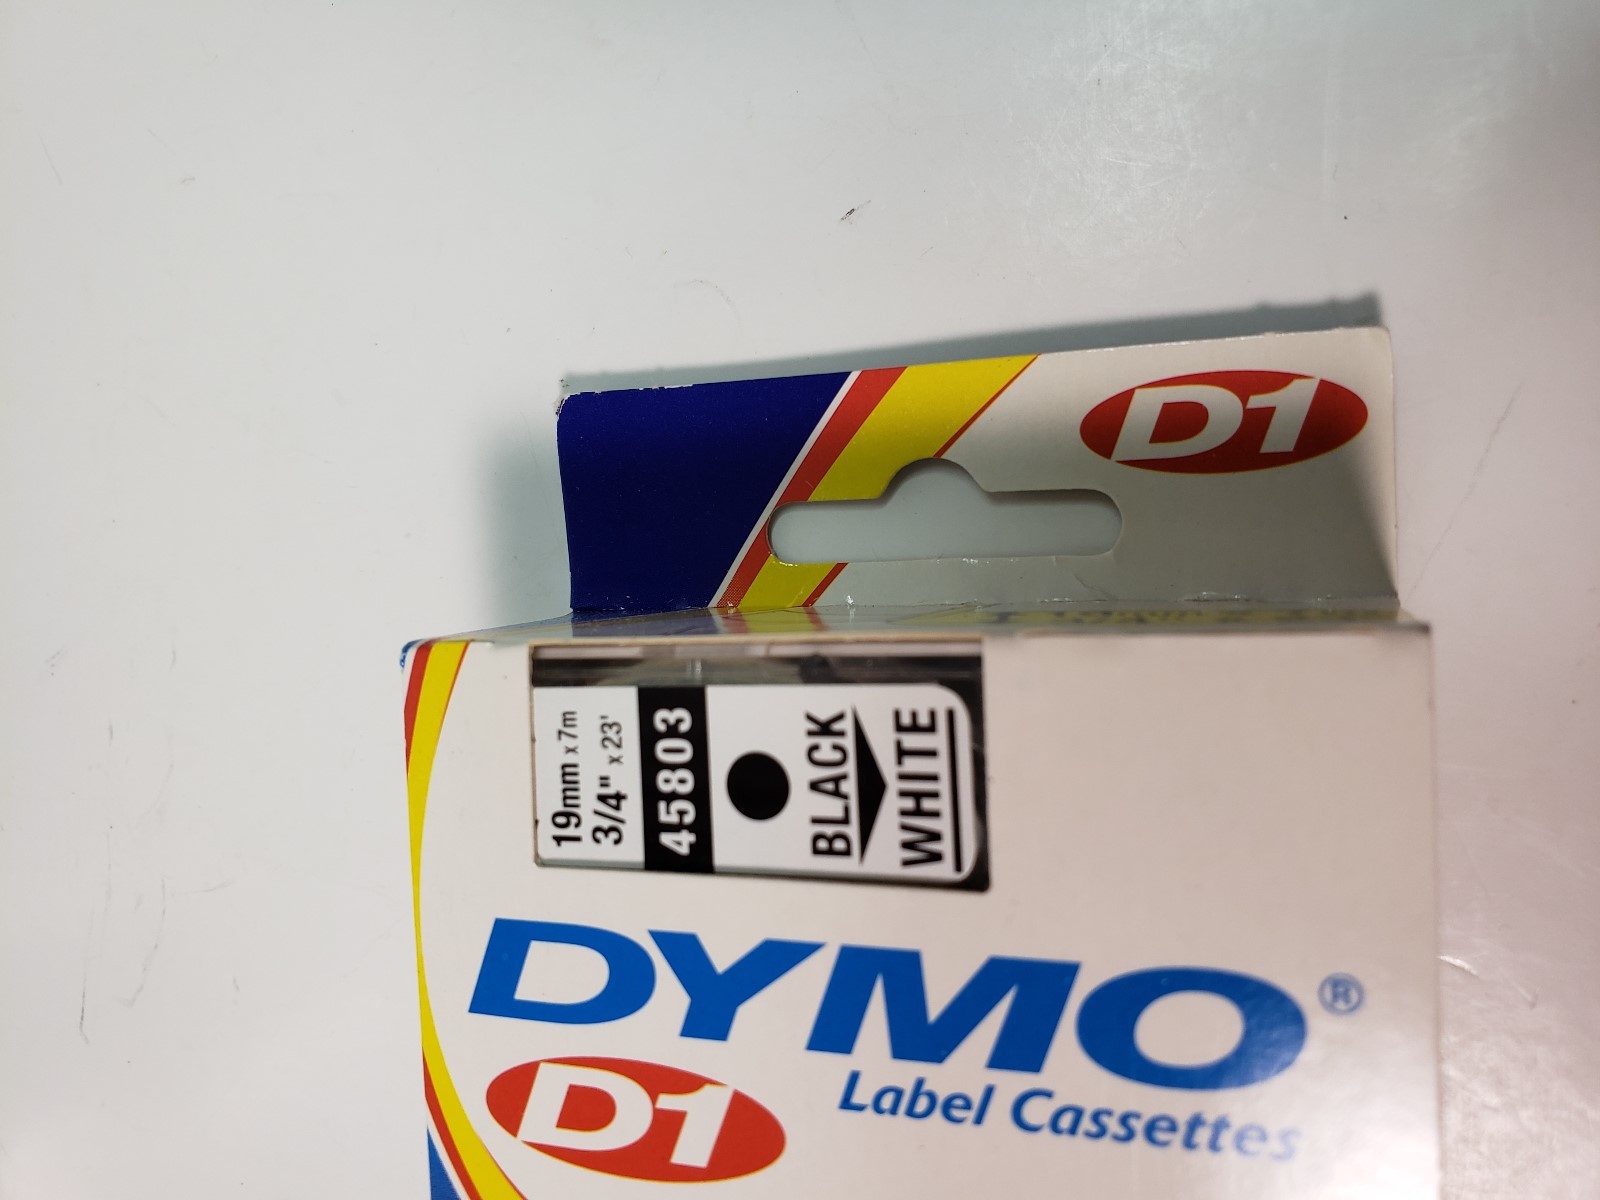 D1
19mm x 7m
3/4" x 23'
45803
BLACK
WHITE
DYMO®
D1
Label Cassettes